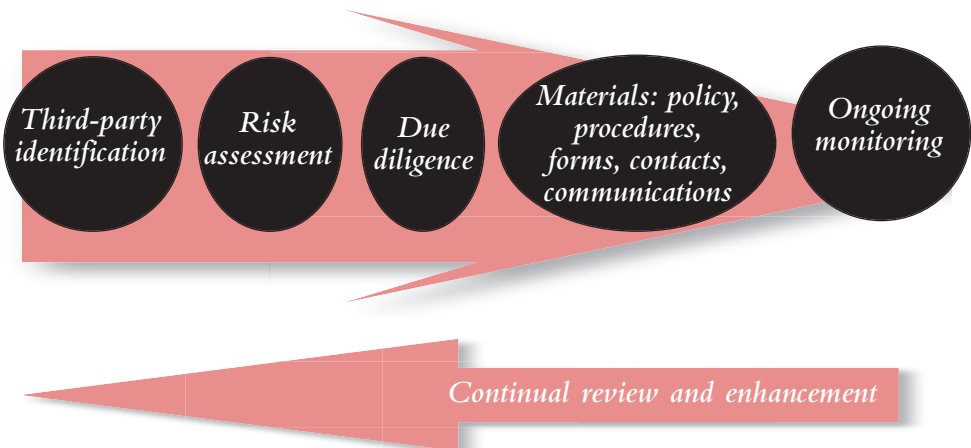 Third-party
identification
Risk
assessment
Due
diligence
Materials: policy,
procedures,
forms, contacts,
communications
Ongoing
monitoring
Continual review and enhancement